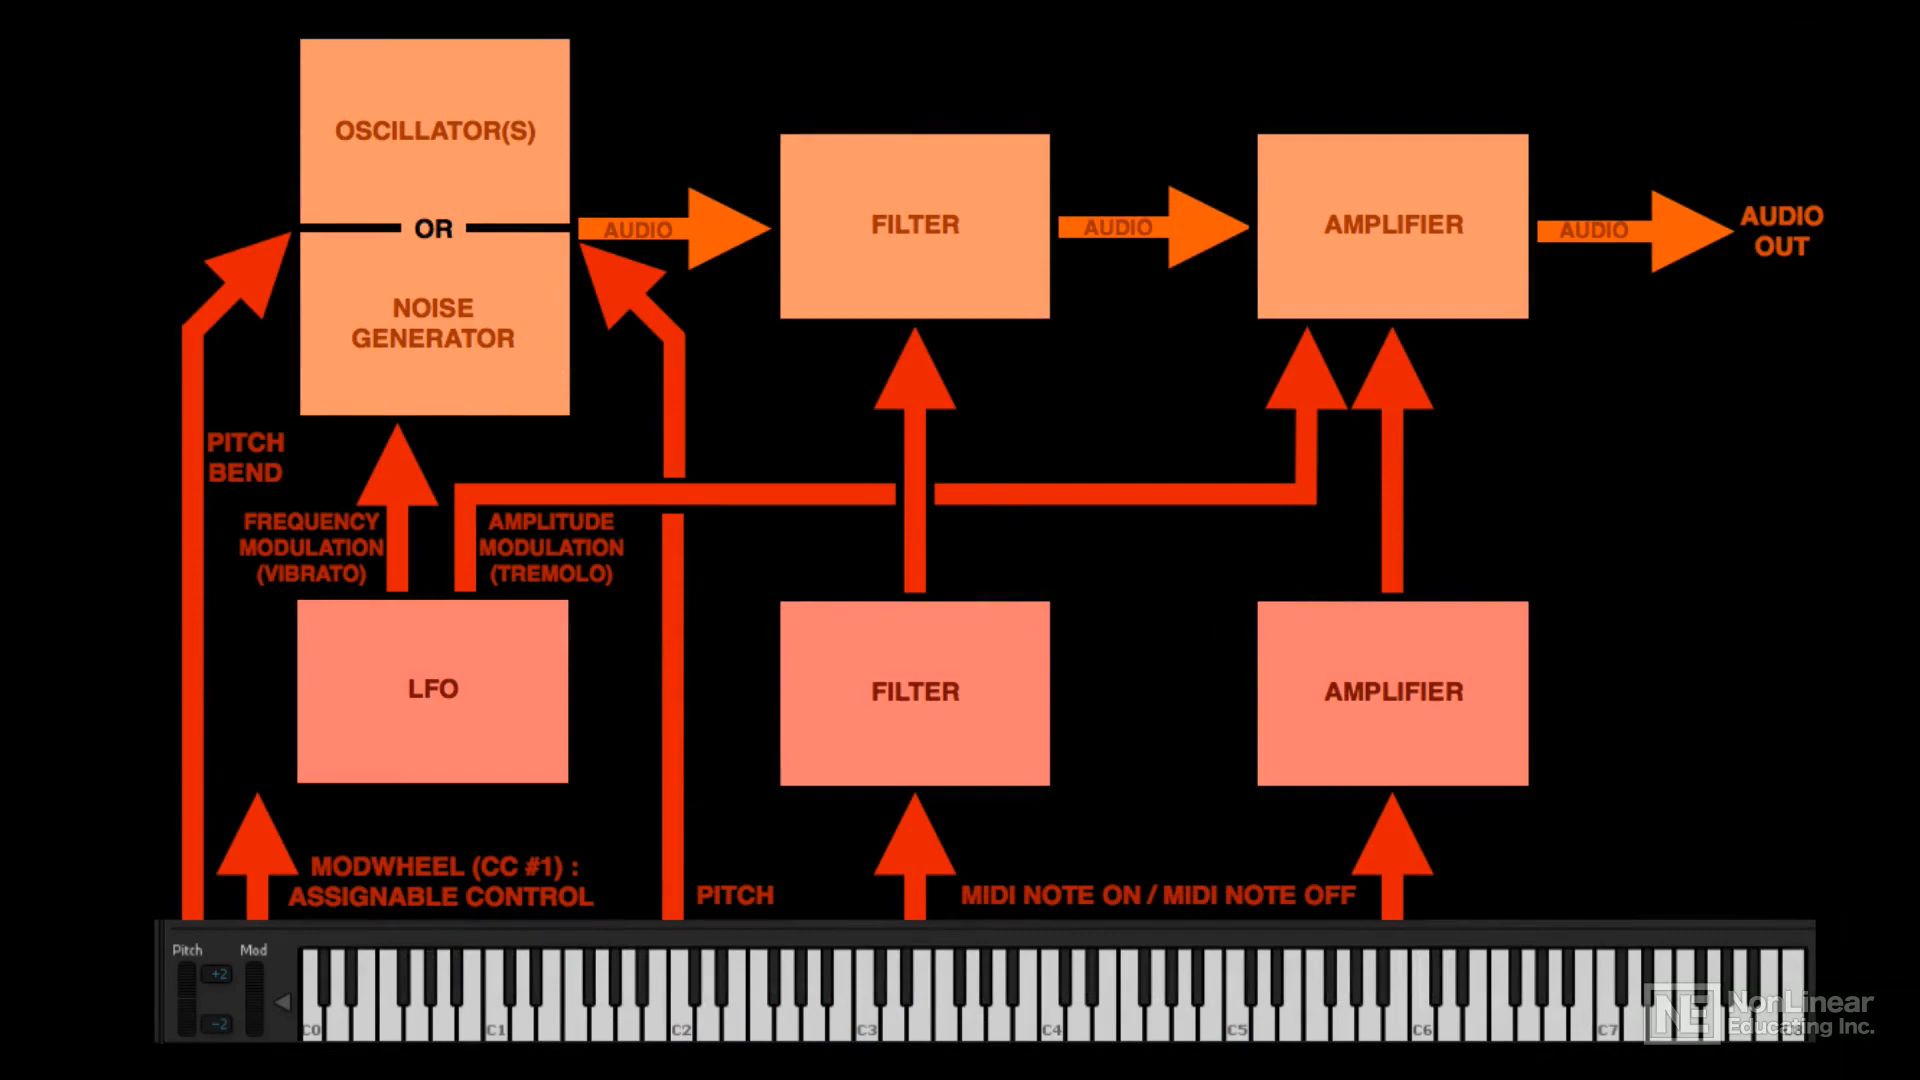 OSCILLATOR(S)
OR
NOISE
GENERATOR
AUDIO
FILTER
AUDIO
AMPLIFIER
AUDIO
AUDIO
OUT
PITCH
BEND
FREQUENCY
MODULATION
(VIBRATO)
AMPLITUDE
MODULATION
(TREMOLO)
LFO
FILTER
AMPLIFIER
MODWHEEL (CC #1) :
ASSIGNABLE CONTROL
PITCH
MIDI NOTE ON / MIDI NOTE OFF
Pitch
Mod
+2
-2
C0
C1
C2
C3
C4
C5
C6
C7
NE
NonLinear
Educating Inc.